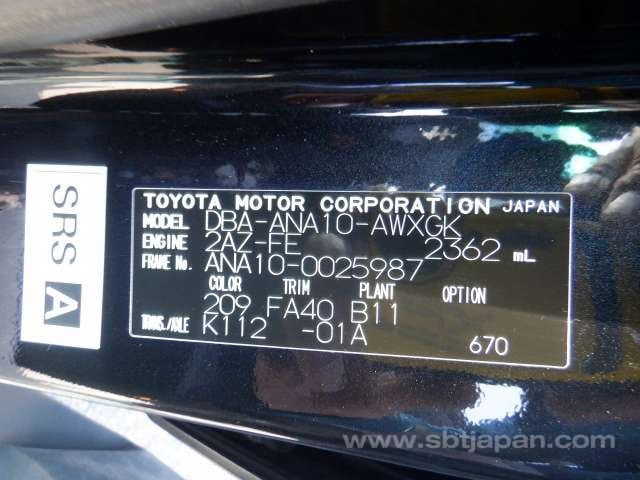 SRS A
TOYOTA MOTOR CORPORATION JAPAN
MODEL DBA-ANA10-AWXGK
ENGINE 2AZ-FE 2362 mL
FRAME No. ANA10-0025987
COLOR TRIM PLANT OPTION
209 FA40 B11
TRANS./AXLE K112 -01A
670
www.sbtjapan.com